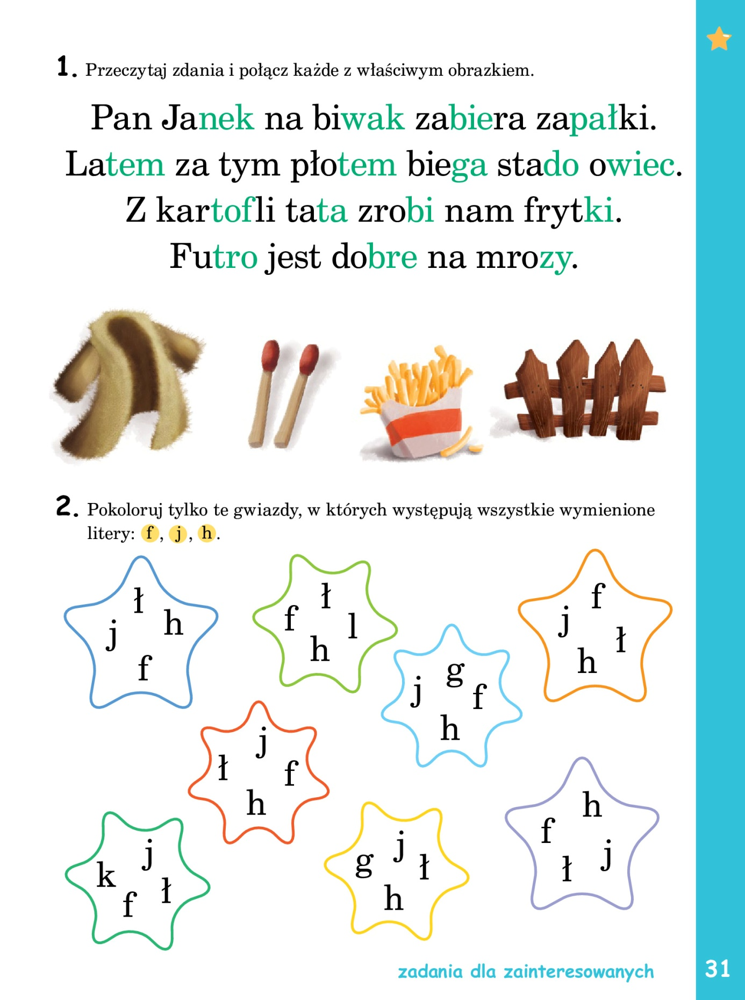 1. Przeczytaj zdania i połącz każde z właściwym obrazkiem.
Pan Janek na biwak zabiera zapałki.
Latem za tym płotem biega stado owiec.
Z kartofli tata zrobi nam frytki.
Futro jest dobre na mrozy.
2. Pokoloruj tylko te gwiazdy, w których występują wszystkie wymienione
litery: f, j, h.
ł
j h
f
ł
f l
h
f
j ł
h
g
j f
h
j
ł f
h
j
k ł
f
j
g ł
h
h
f j
ł
zadania dla zainteresowanych 31